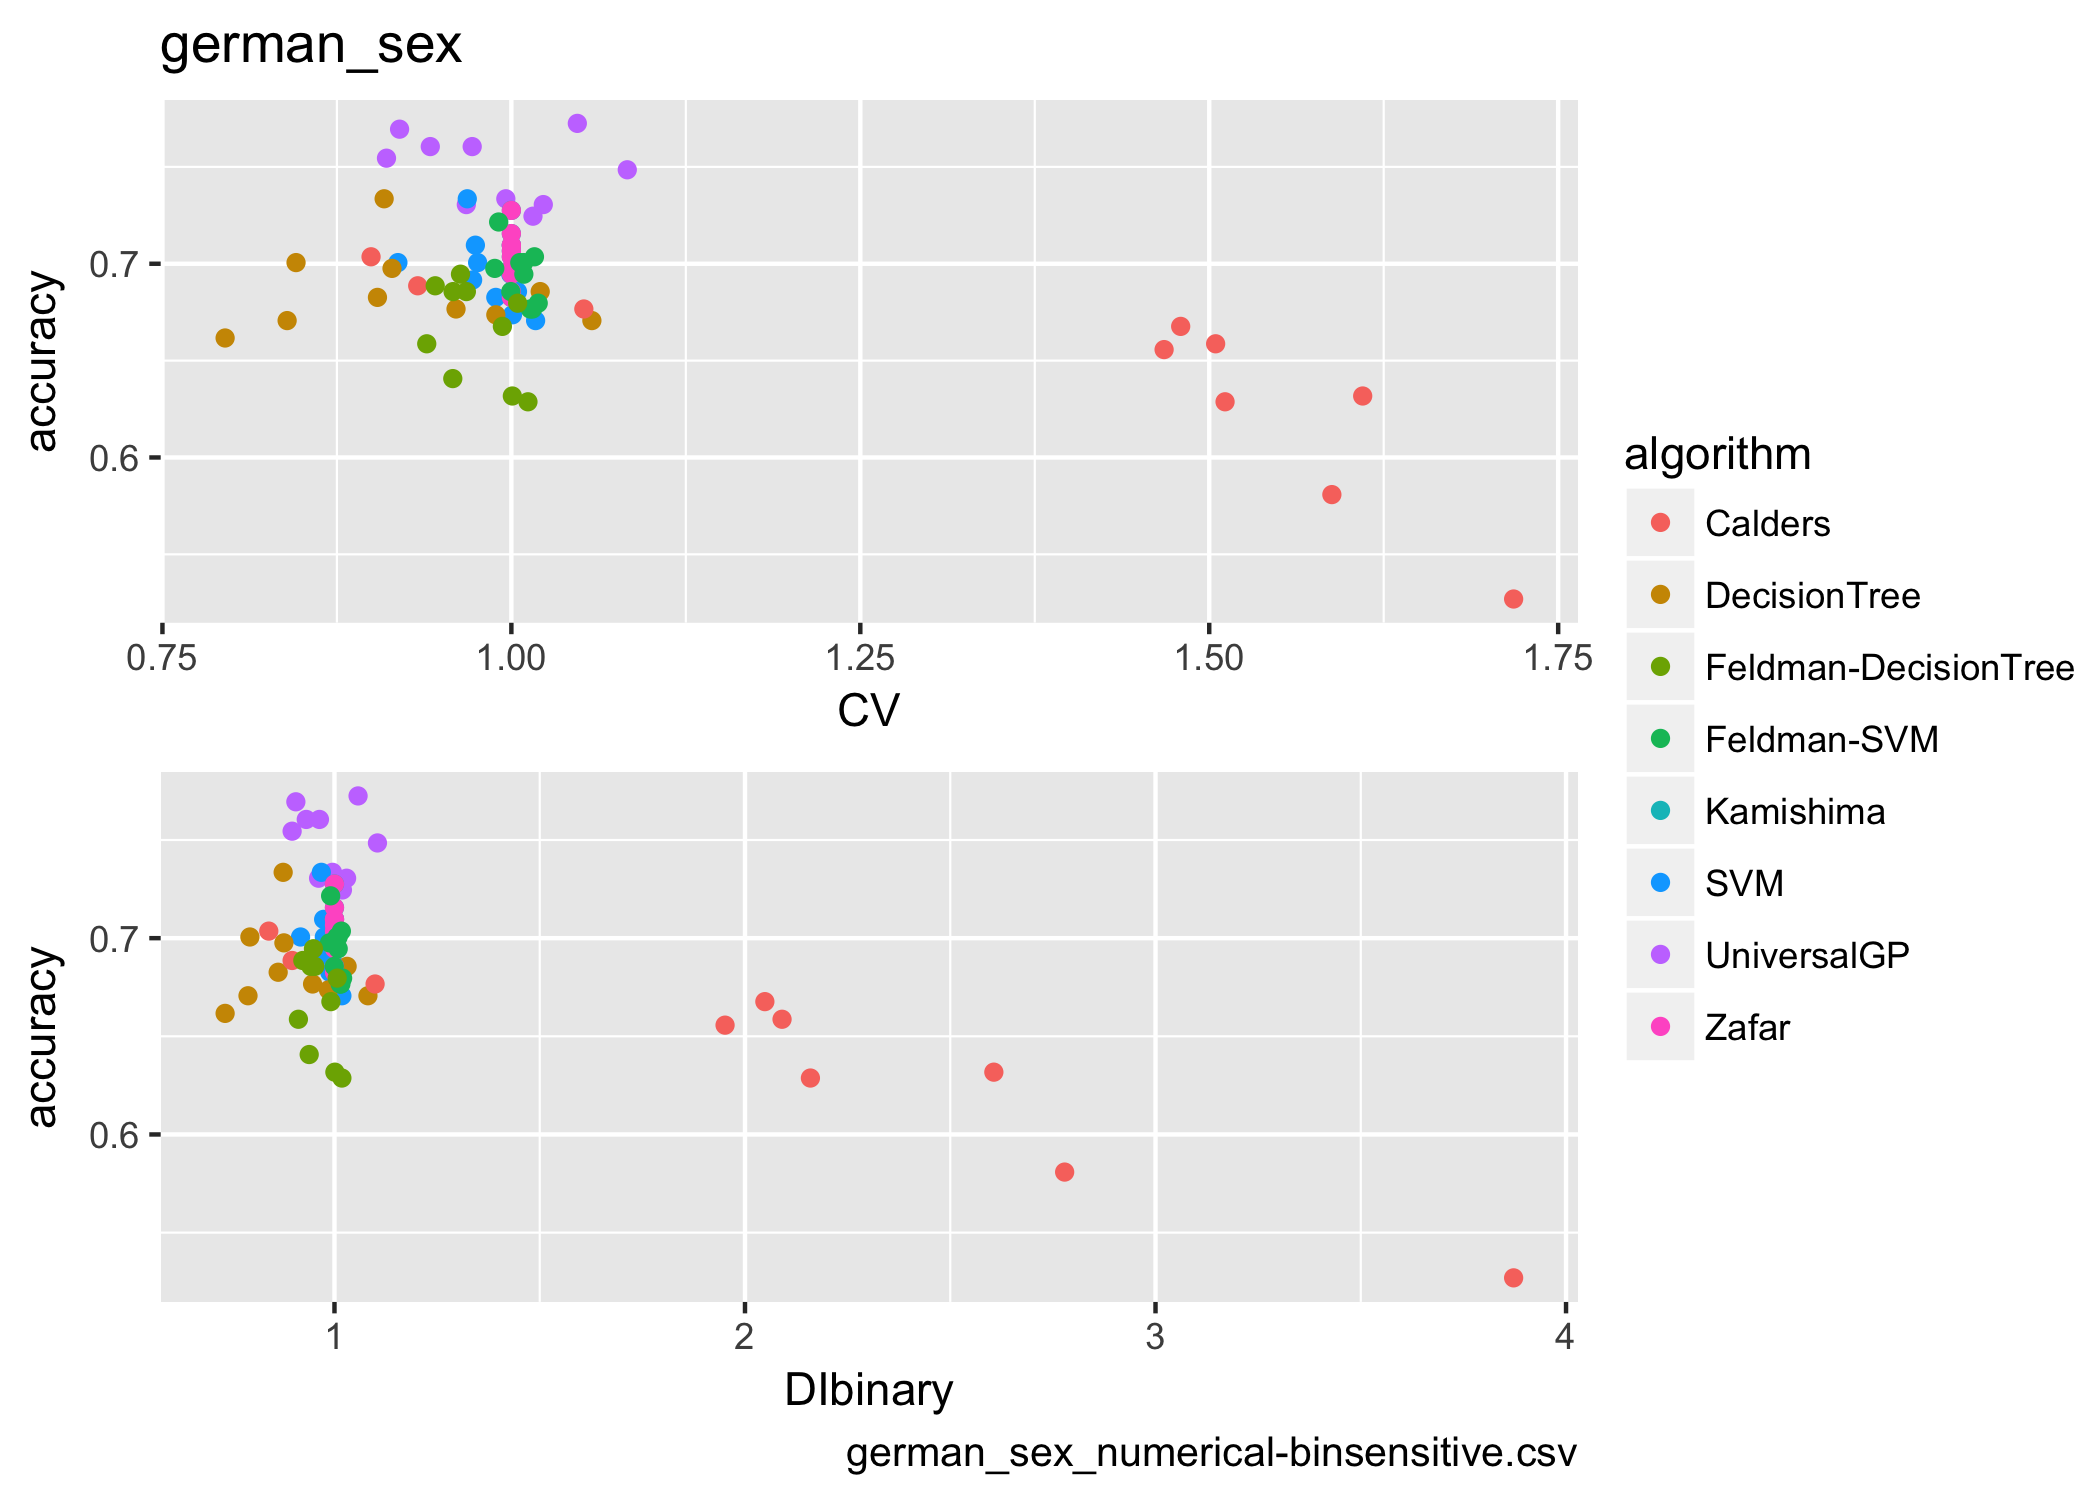 german_sex
accuracy
0.7
0.6
0.75 1.00 1.25 1.50 1.75
CV
accuracy
0.7
0.6
1 2 3 4
DIbinary
german_sex_numerical-binsensitive.csv
algorithm
Calders
DecisionTree
Feldman-DecisionTree
Feldman-SVM
Kamishima
SVM
UniversalGP
Zafar